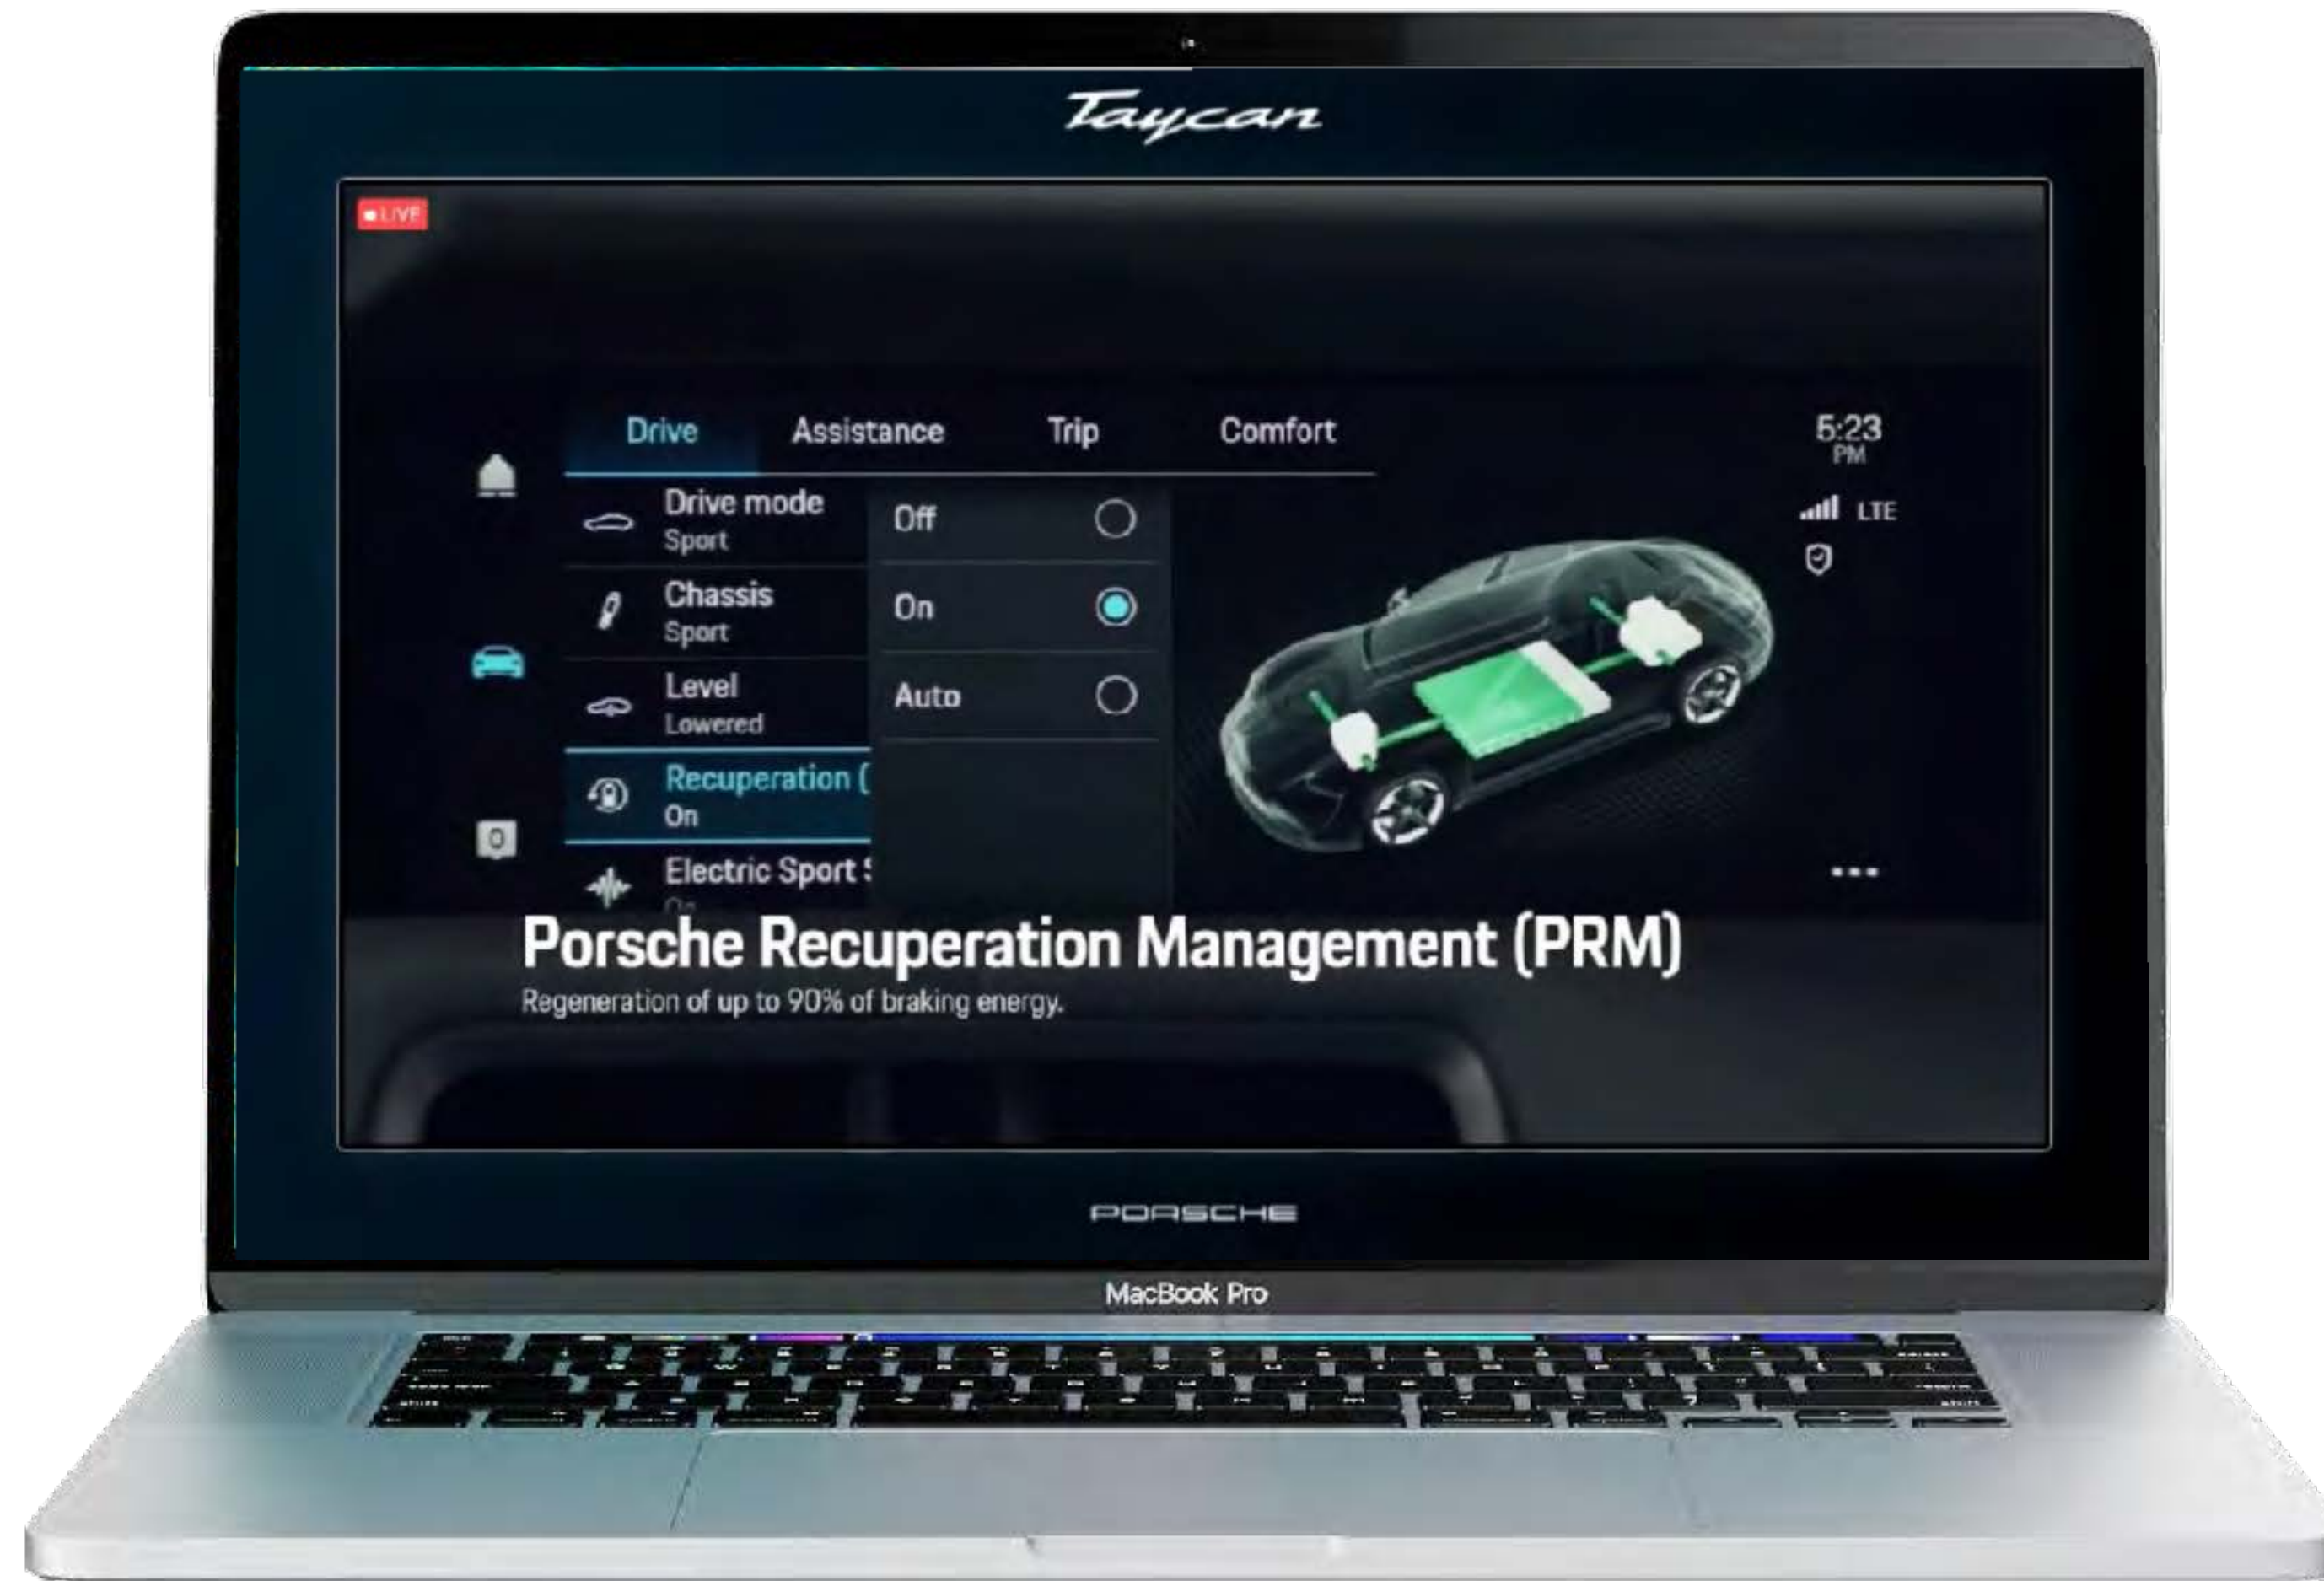 Taycan
LIVE
Drive Assistance Trip Comfort
5:23
PM
LTE
Drive mode
Sport
Chassis
Sport
Level
Lowered
Recuperation (
On
Electric Sport S
On
Off
On
Auto
Porsche Recuperation Management (PRM)
Regeneration of up to 90% of braking energy.
PORSCHE
MacBook Pro